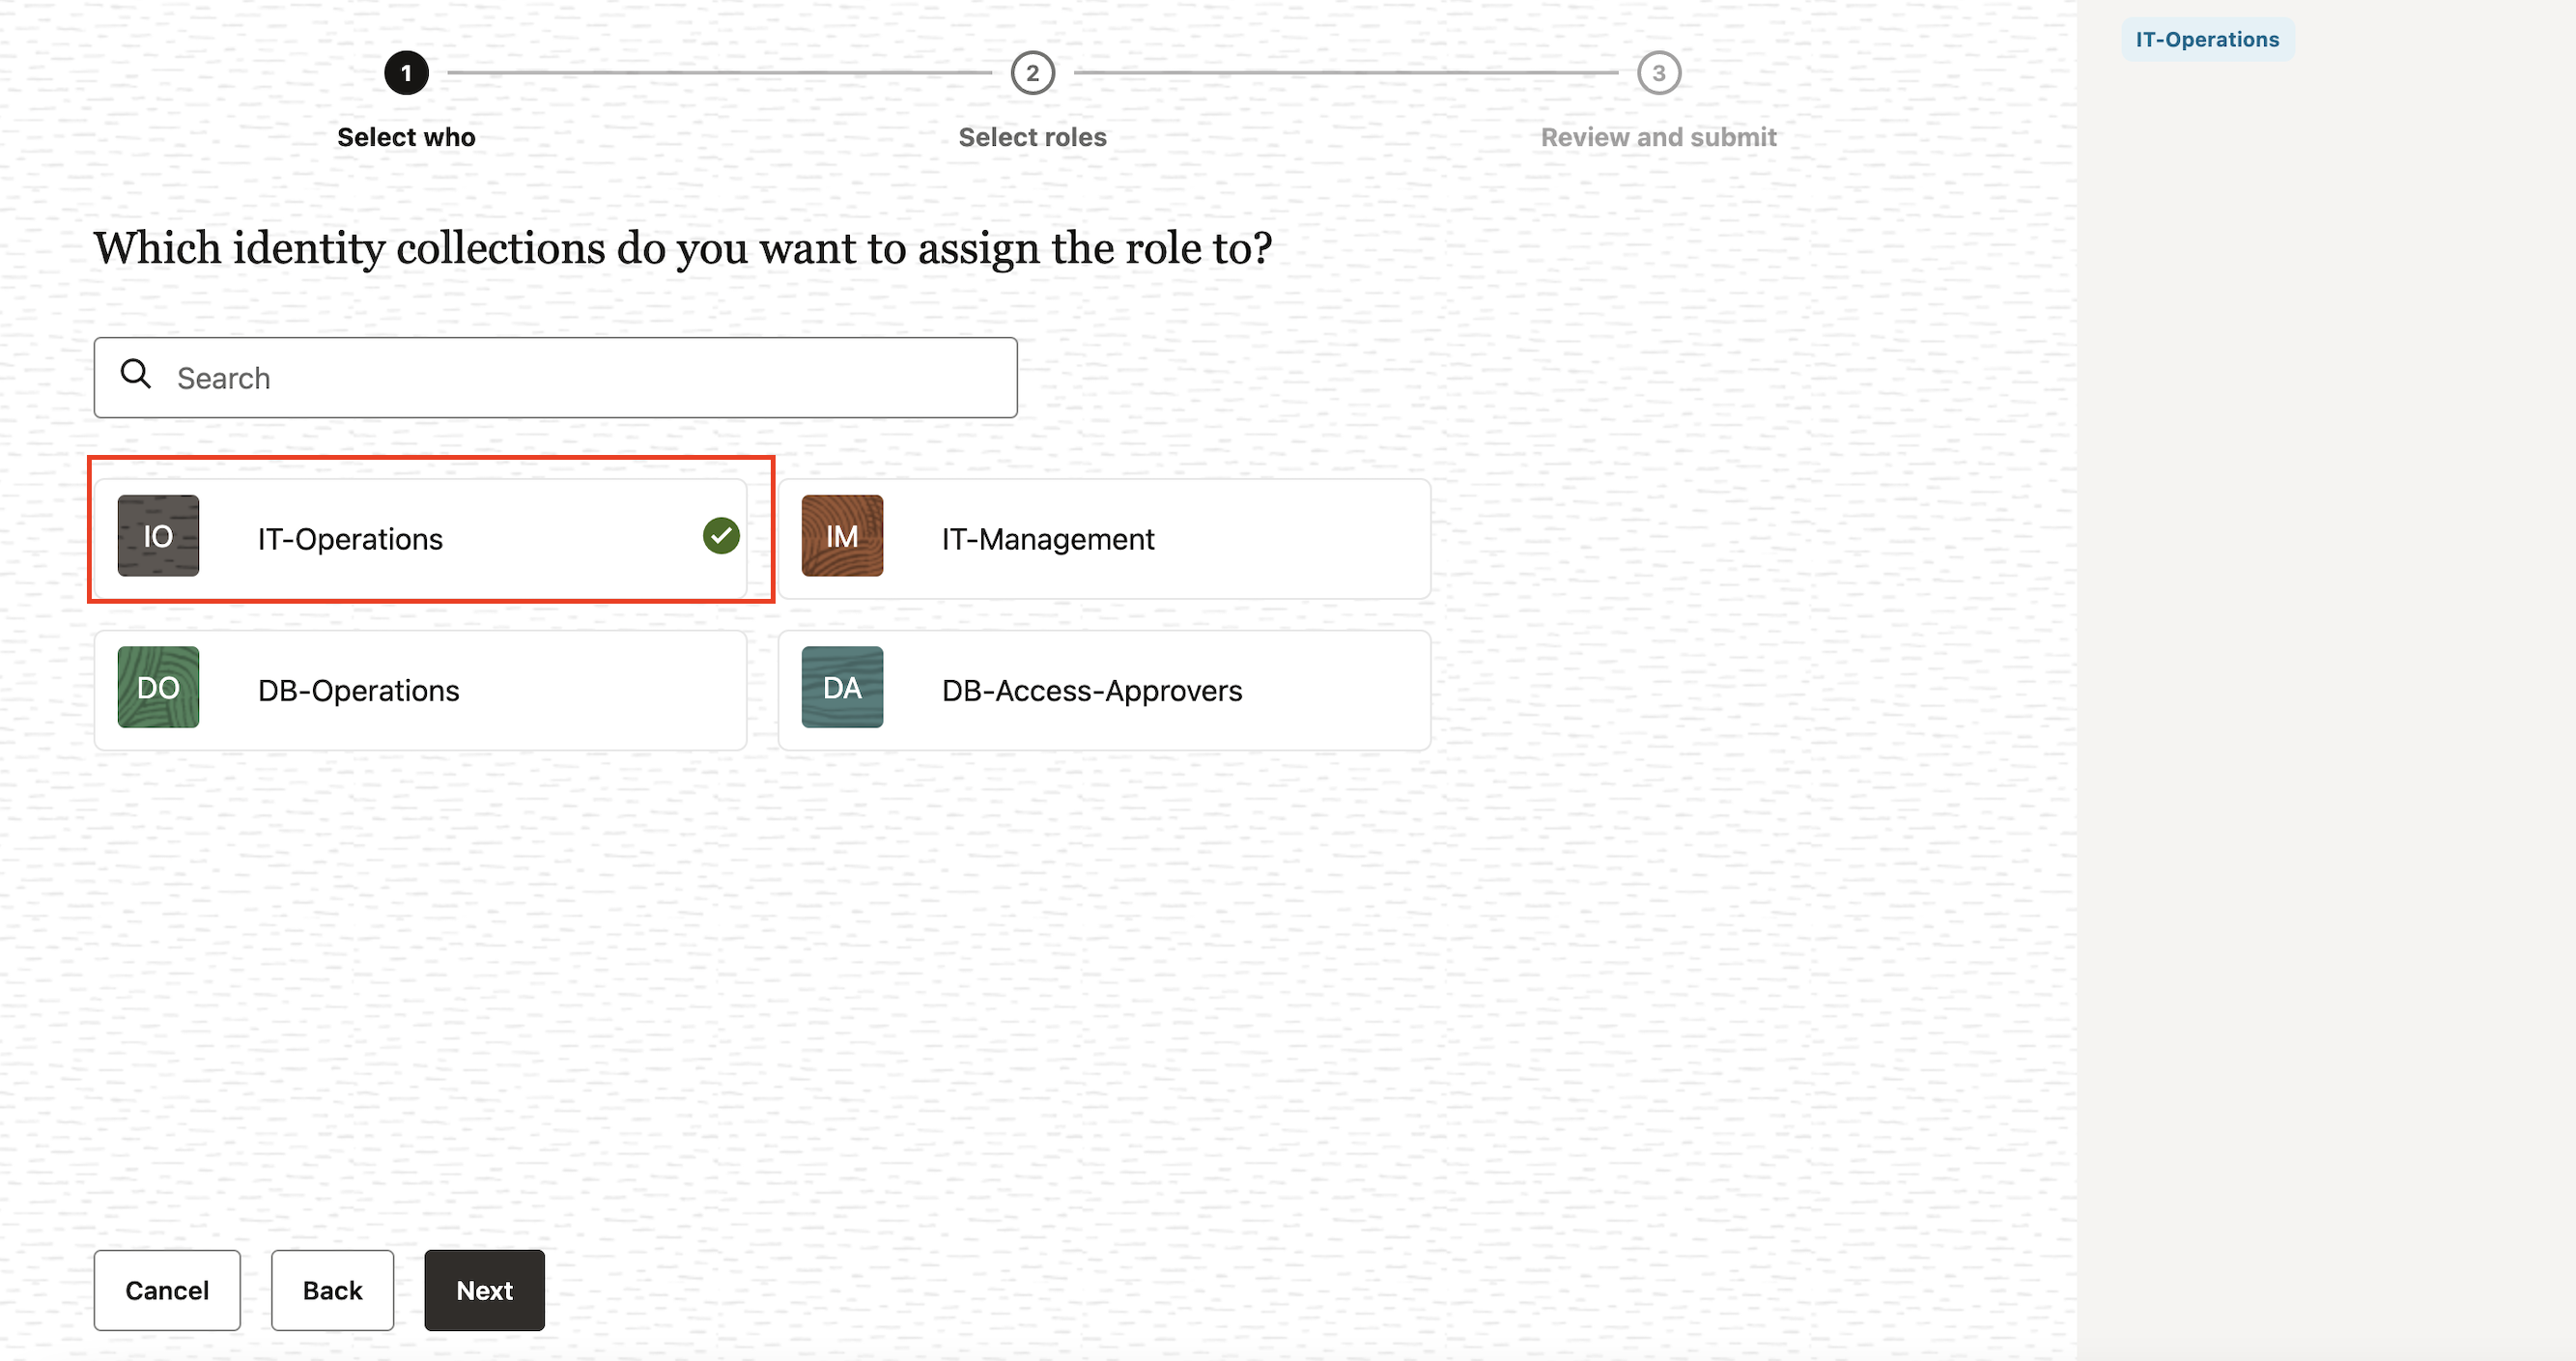 1
2
3
Select who
Select roles
Review and submit
IT-Operations
Which identity collections do you want to assign the role to?
Search
IO
IT-Operations
IM
IT-Management
DO
DB-Operations
DA
DB-Access-Approvers
Cancel
Back
Next